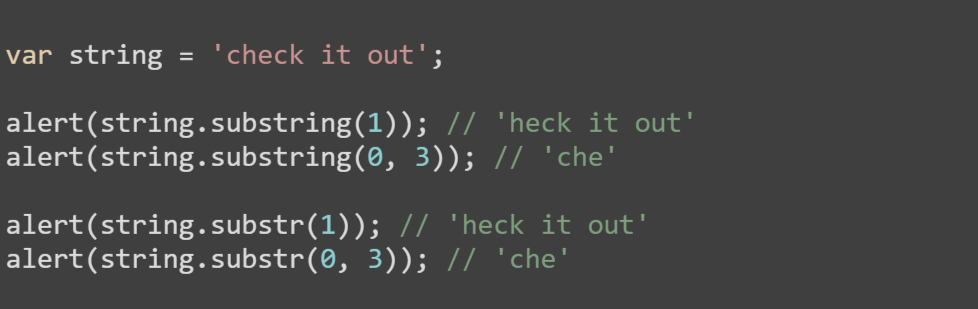 var string = 'check it out';
alert(string.substring(1)); // 'heck it out'
alert(string.substring(0, 3)); // 'che'
alert(string.substr(1)); // 'heck it out'
alert(string.substr(0, 3)); // 'che'